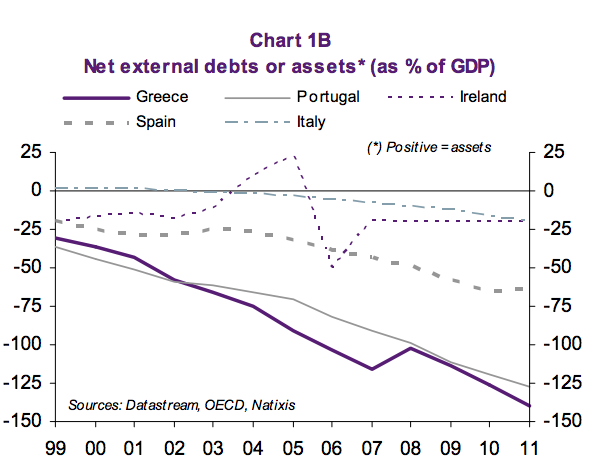 Chart 1B
Net external debts or assets* (as % of GDP)
Greece Portugal Ireland
Spain Italy
(*) Positive = assets
25 25
0 0
-25 -25
-50 -50
-75 -75
-100 -100
-125 -125
-150 -150
Sources: Datastream, OECD, Natixis
99 00 01 02 03 04 05 06 07 08 09 10 11